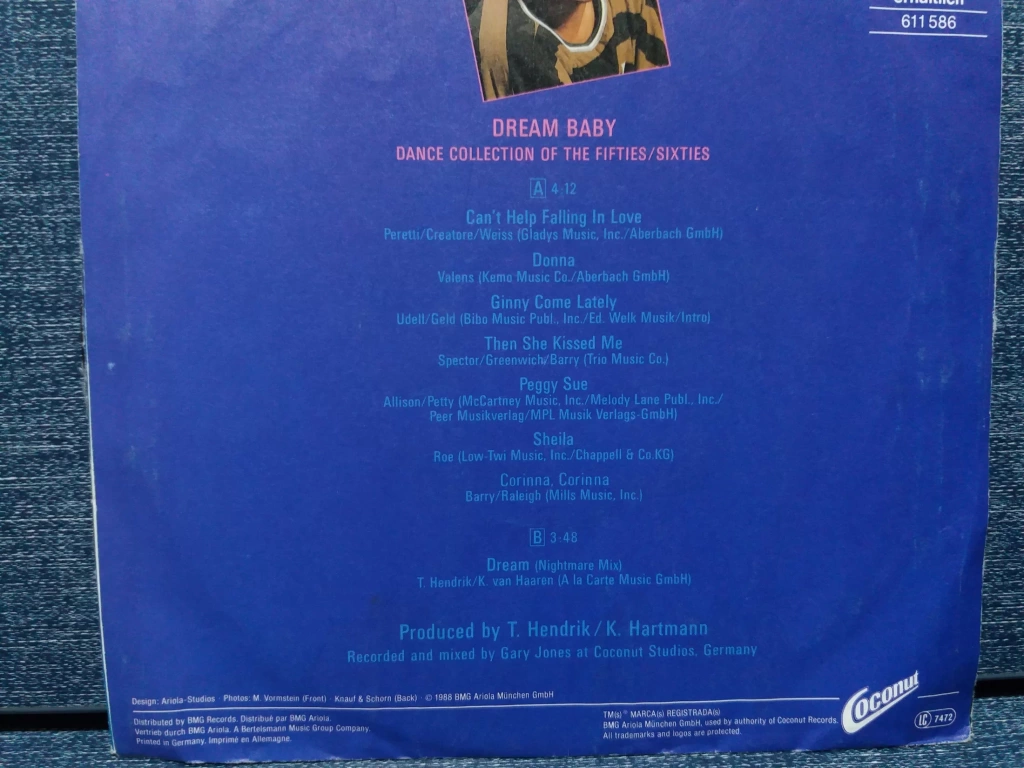 erhältlich
611 586
DREAM BABY
DANCE COLLECTION OF THE FIFTIES/SIXTIES
A 4:12
Can't Help Falling In Love
Peretti/Creatore/Weiss (Gladys Music, Inc./Aberbach GmbH)
Donna
Valens (Kemo Music Co./Aberbach GmbH)
Ginny Come Lately
Udell/Geld (Bibo Music Publ., Inc./Ed. Welk Musik/Intro)
Then She Kissed Me
Spector/Greenwich/Barry (Trio Music Co.)
Peggy Sue
Allison/Petty (McCartney Music, Inc./Melody Lane Publ., Inc./
Peer Musikverlag/MPL Musik Verlags-GmbH)
Sheila
Roe (Low-Twi Music, Inc./Chappell & Co.KG)
Corinna, Corinna
Barry/Raleigh (Mills Music, Inc.)
B 3:48
Dream (Nightmare Mix)
T. Hendrik/K. van Haaren (A la Carte Music GmbH)
Produced by T. Hendrik / K. Hartmann
Recorded and mixed by Gary Jones at Coconut Studios, Germany
Design: Ariola-Studios · Photos: M. Vormstein (Front) · Knauf & Schorn (Back) · © 1988 BMG Ariola München GmbH
Distributed by BMG Records. Distribué par BMG Ariola.
Vertrieb durch BMG Ariola. A Bertelsmann Music Group Company.
Printed in Germany. Imprimé en Allemagne.
TM(s) ® MARCA(s) REGISTRADA(s)
BMG Ariola München GmbH, used by authority of Coconut Records.
All trademarks and logos are protected.
Coconut
LC 7472